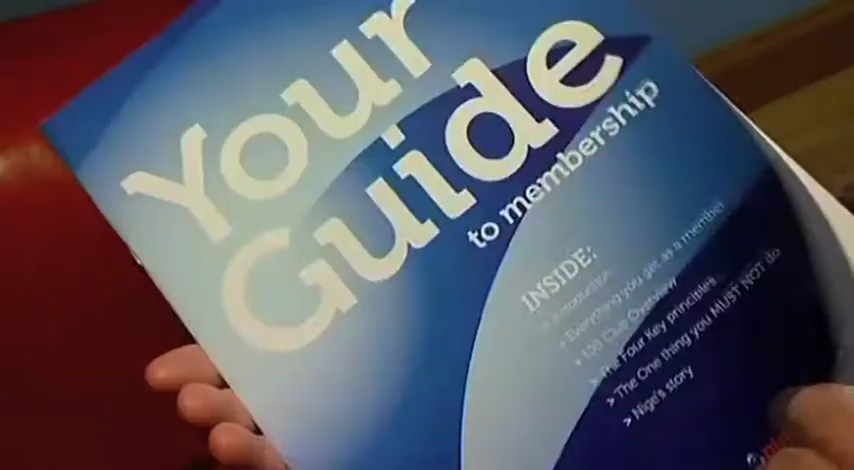 Your
Guide
to membership
INSIDE:
> Introduction
> Everything you get as a member
> 100 Club Overview
> The Four Key principles...
> The One thing you MUST NOT do
> Nige's story